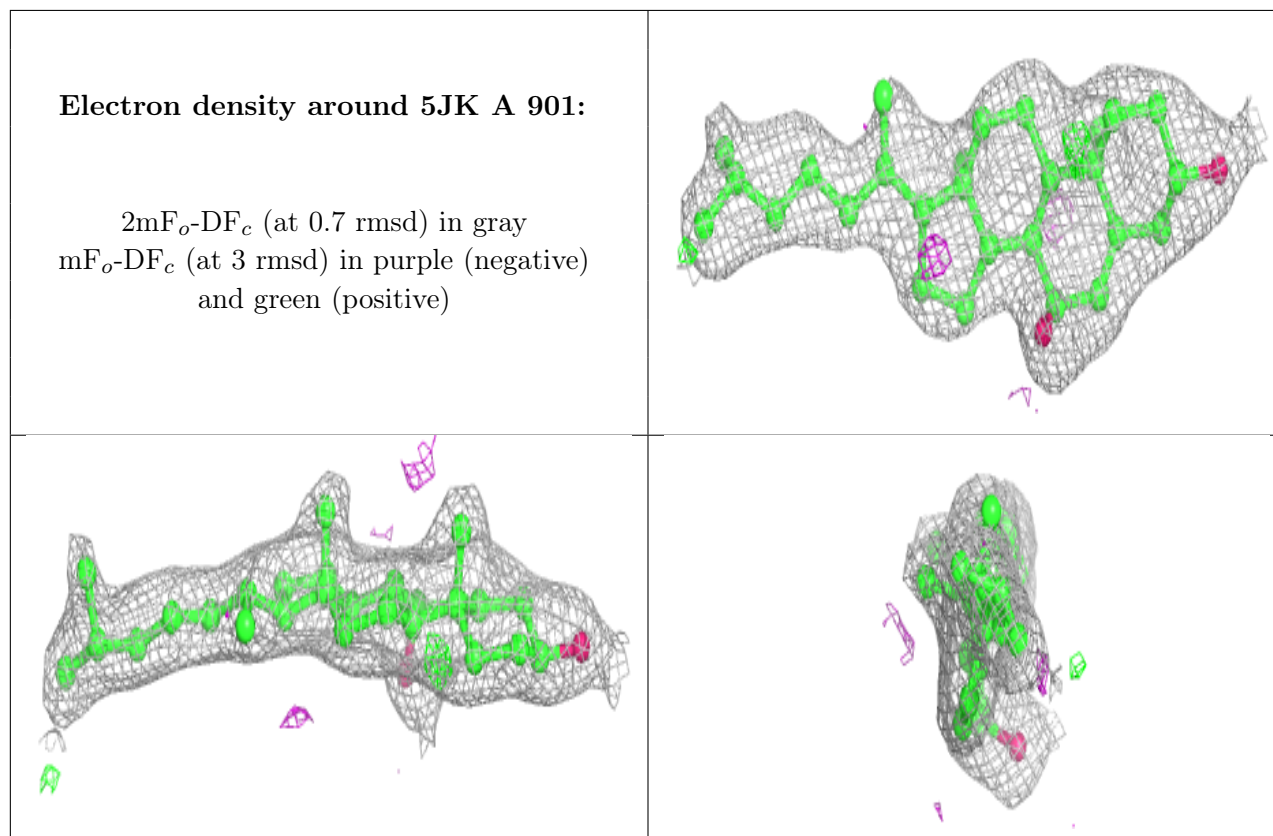 Electron density around 5JK A 901:
2mFo-DFc (at 0.7 rmsd) in gray
mFo-DFc (at 3 rmsd) in purple (negative)
and green (positive)